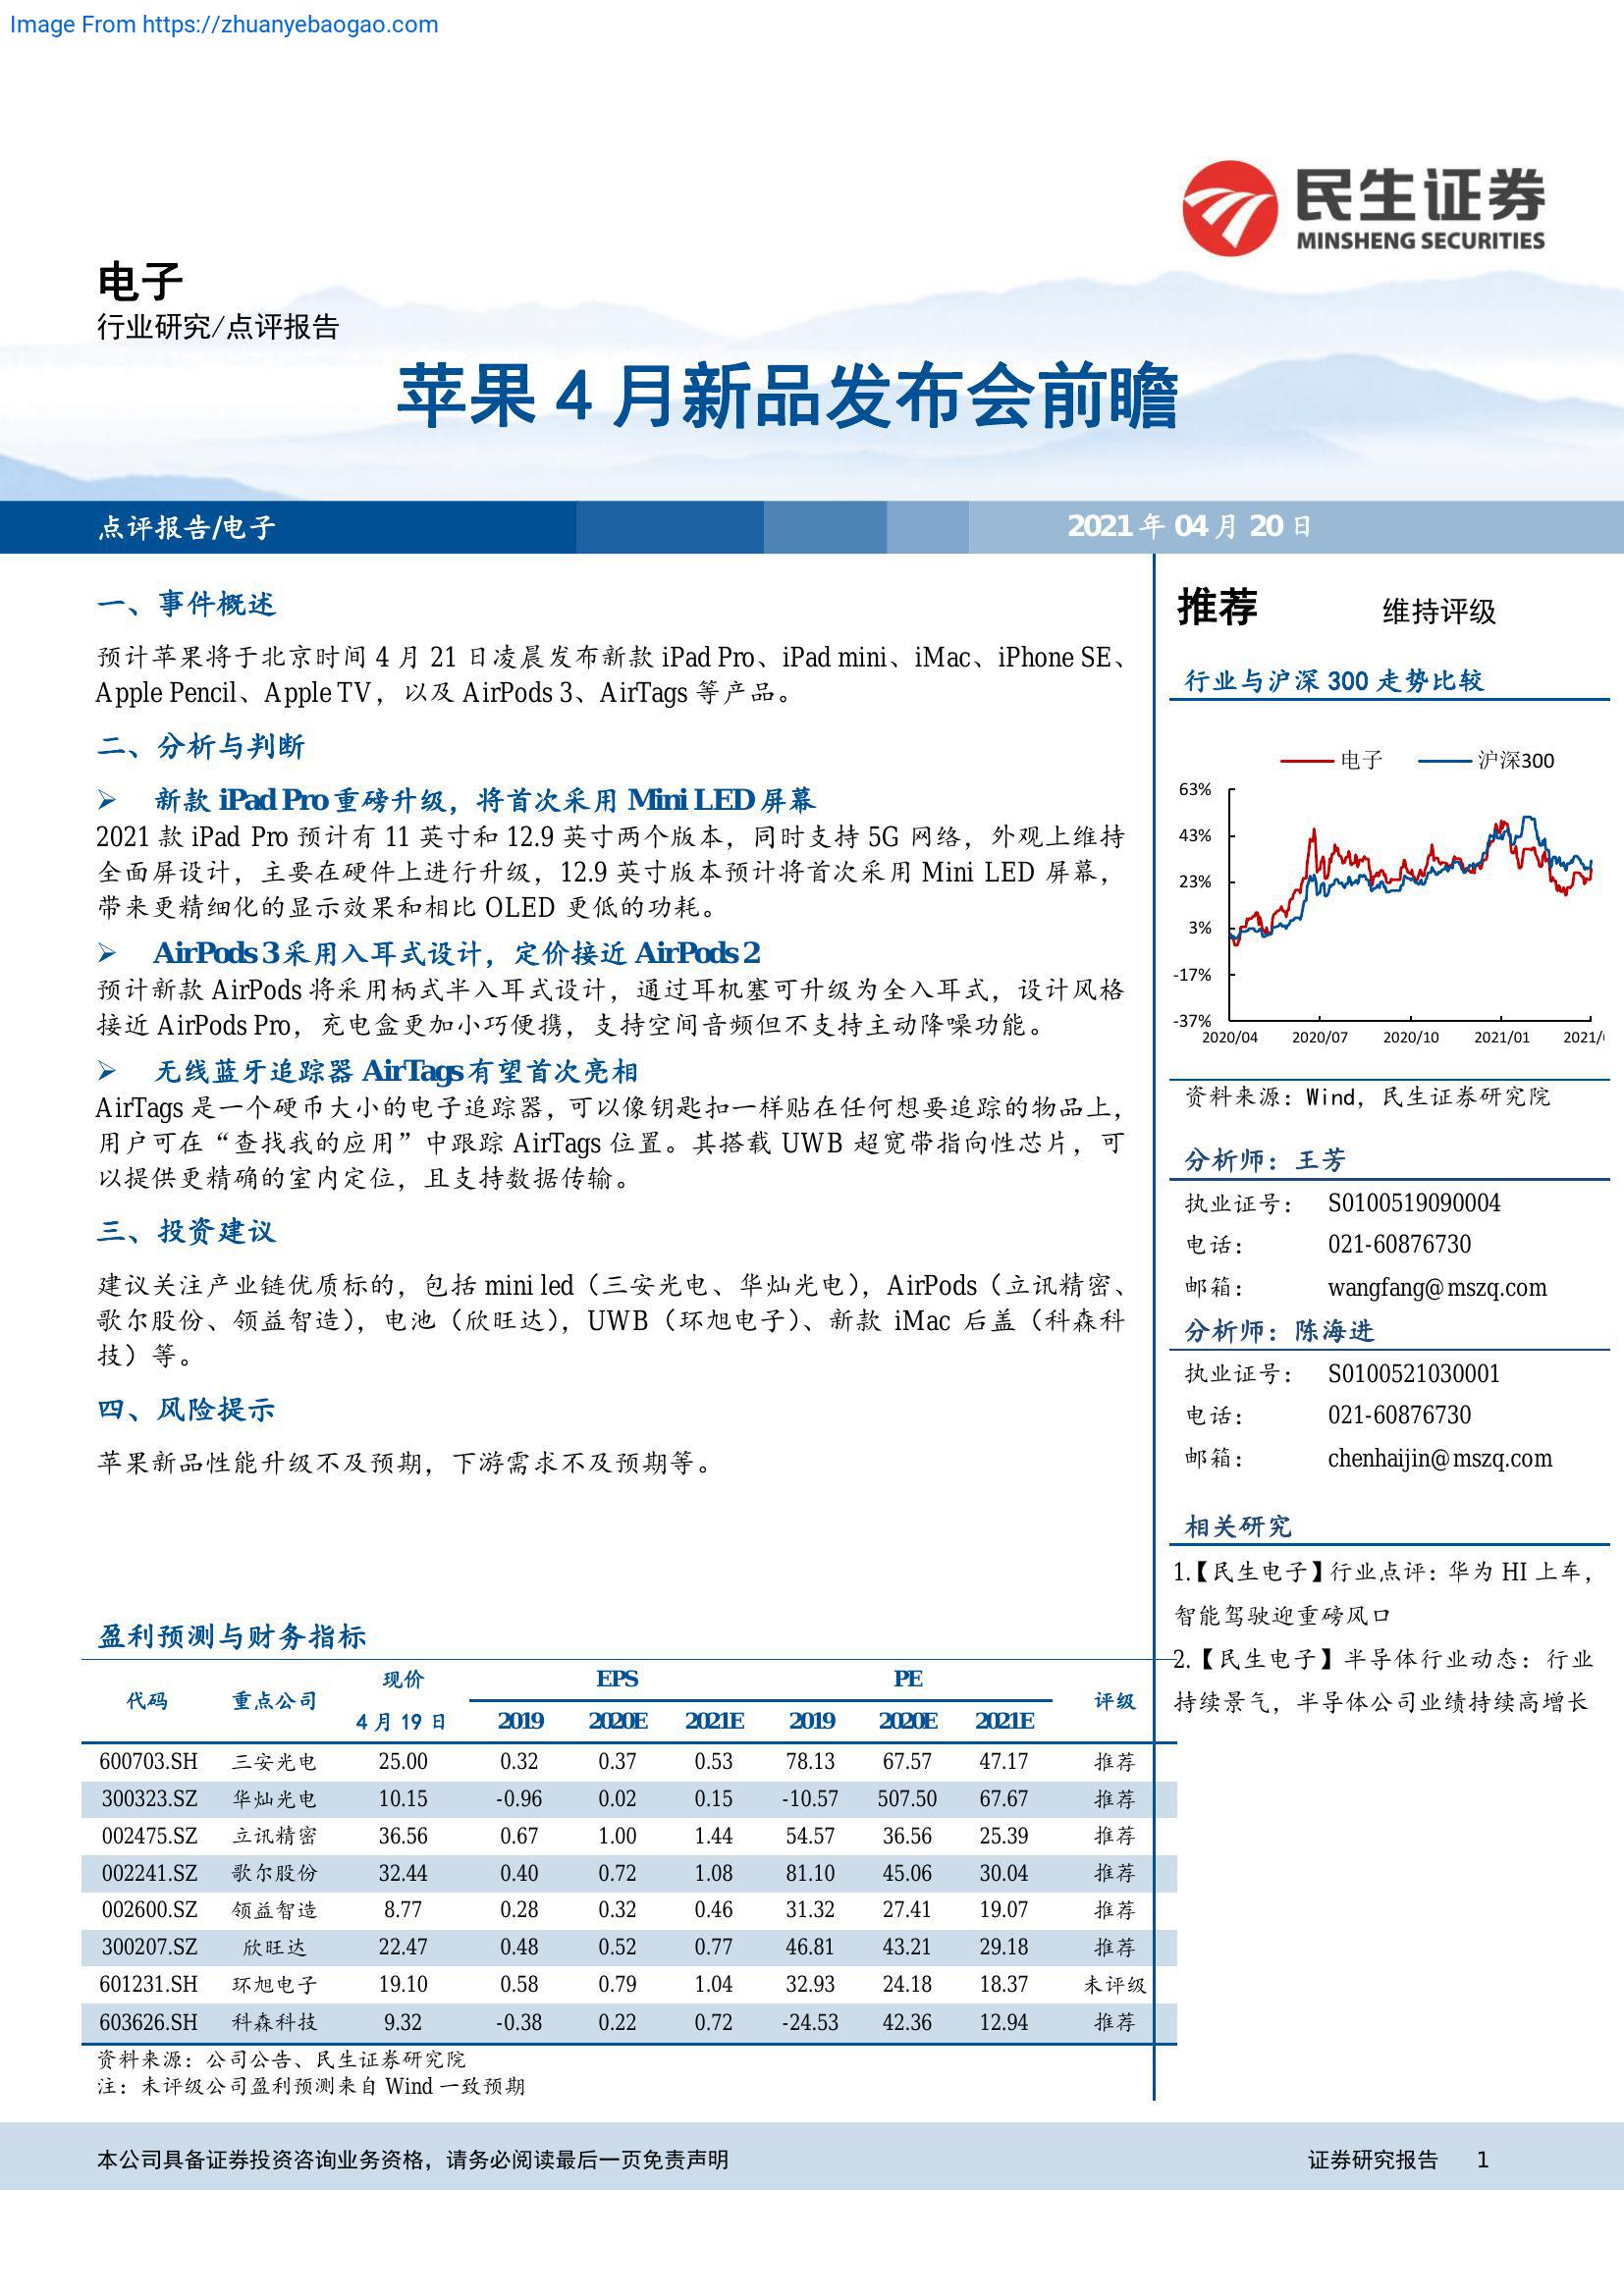 Image From https://zhuanyebaogao.com
民生证券
MINSHENG SECURITIES
电子
行业研究/点评报告
苹果 4 月新品发布会前瞻
点评报告/电子
2021 年 04 月 20 日
一、事件概述
预计苹果将于北京时间 4 月 21 日凌晨发布新款 iPad Pro、iPad mini、iMac、iPhone SE、
Apple Pencil、Apple TV，以及 AirPods 3、AirTags 等产品。
二、分析与判断
➢ 新款 iPad Pro 重磅升级，将首次采用 Mini LED 屏幕
2021 款 iPad Pro 预计有 11 英寸和 12.9 英寸两个版本，同时支持 5G 网络，外观上维持
全面屏设计，主要在硬件上进行升级，12.9 英寸版本预计将首次采用 Mini LED 屏幕，
带来更精细化的显示效果和相比 OLED 更低的功耗。
➢ AirPods 3 采用入耳式设计，定价接近 AirPods 2
预计新款 AirPods 将采用柄式半入耳式设计，通过耳机塞可升级为全入耳式，设计风格
接近 AirPods Pro，充电盒更加小巧便携，支持空间音频但不支持主动降噪功能。
➢ 无线蓝牙追踪器 AirTags 有望首次亮相
AirTags 是一个硬币大小的电子追踪器，可以像钥匙扣一样贴在任何想要追踪的物品上，
用户可在“查找我的应用”中跟踪 AirTags 位置。其搭载 UWB 超宽带指向性芯片，可
以提供更精确的室内定位，且支持数据传输。
三、投资建议
建议关注产业链优质标的，包括 mini led（三安光电、华灿光电），AirPods（立讯精密、
歌尔股份、领益智造），电池（欣旺达），UWB（环旭电子）、新款 iMac 后盖（科森科
技）等。
四、风险提示
苹果新品性能升级不及预期，下游需求不及预期等。
盈利预测与财务指标
代码 重点公司 现价 EPS PE 评级
4 月 19 日 2019 2020E 2021E 2019 2020E 2021E
600703.SH 三安光电 25.00 0.32 0.37 0.53 78.13 67.57 47.17 推荐
300323.SZ 华灿光电 10.15 -0.96 0.02 0.15 -10.57 507.50 67.67 推荐
002475.SZ 立讯精密 36.56 0.67 1.00 1.44 54.57 36.56 25.39 推荐
002241.SZ 歌尔股份 32.44 0.40 0.72 1.08 81.10 45.06 30.04 推荐
002600.SZ 领益智造 8.77 0.28 0.32 0.46 31.32 27.41 19.07 推荐
300207.SZ 欣旺达 22.47 0.48 0.52 0.77 46.81 43.21 29.18 推荐
601231.SH 环旭电子 19.10 0.58 0.79 1.04 32.93 24.18 18.37 未评级
603626.SH 科森科技 9.32 -0.38 0.22 0.72 -24.53 42.36 12.94 推荐
资料来源：公司公告、民生证券研究院
注：未评级公司盈利预测来自 Wind 一致预期
推荐 维持评级
行业与沪深 300 走势比较
电子 沪深300
63%
43%
23%
3%
-17%
-37%
2020/04 2020/07 2020/10 2021/01 2021/
资料来源：Wind，民生证券研究院
分析师：王芳
执业证号： S0100519090004
电话： 021-60876730
邮箱： wangfang@mszq.com
分析师：陈海进
执业证号： S0100521030001
电话： 021-60876730
邮箱： chenhaijin@mszq.com
相关研究
1.【民生电子】行业点评：华为 HI 上车，
智能驾驶迎重磅风口
2.【民生电子】半导体行业动态：行业
持续景气，半导体公司业绩持续高增长
本公司具备证券投资咨询业务资格，请务必阅读最后一页免责声明
证券研究报告 1